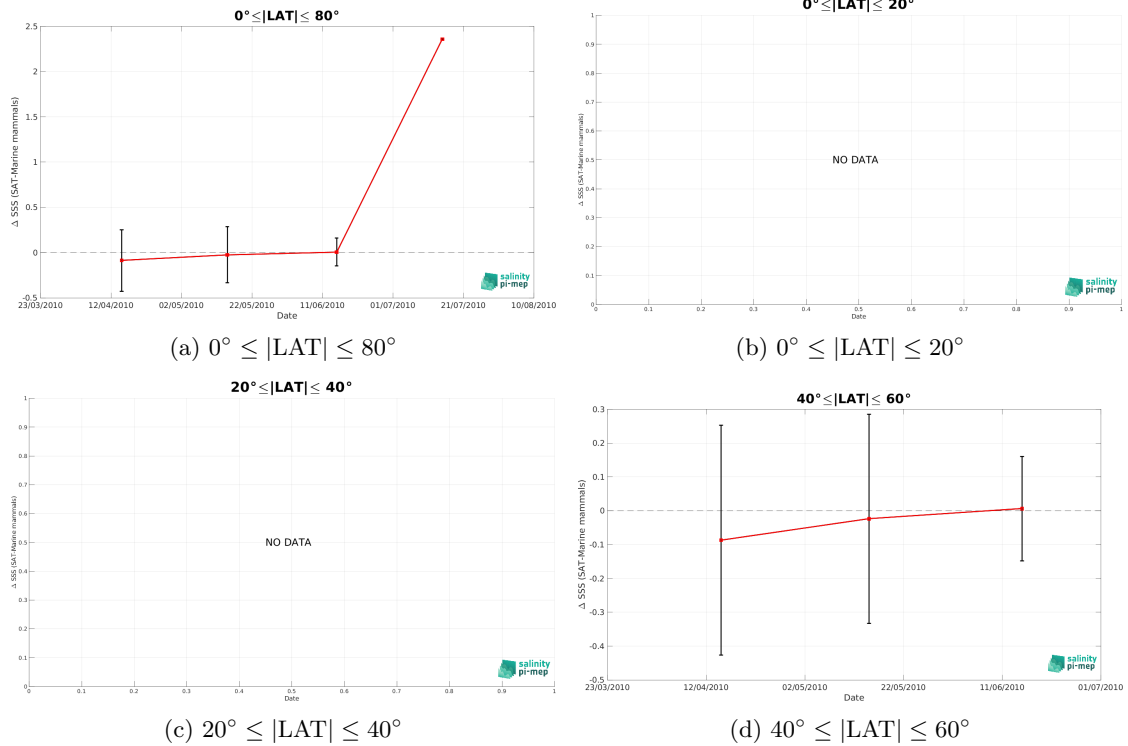 0°≤|LAT|≤ 80°
2.5
2
1.5
1
0.5
0
-0.5
Δ SSS (SAT-Marine mammals)
23/03/2010 12/04/2010 02/05/2010 22/05/2010 11/06/2010 01/07/2010 21/07/2010 10/08/2010
Date
salinity
pi-mep
(a) 0° ≤ |LAT| ≤ 80°
0°≤|LAT|≤ 20°
1
0.9
0.8
0.7
0.6
0.5
0.4
0.3
0.2
0.1
0
Δ SSS (SAT-Marine mammals)
NO DATA
0 0.1 0.2 0.3 0.4 0.5 0.6 0.7 0.8 0.9 1
Date
salinity
pi-mep
(b) 0° ≤ |LAT| ≤ 20°
20°≤|LAT|≤ 40°
1
0.9
0.8
0.7
0.6
0.5
0.4
0.3
0.2
0.1
0
Δ SSS (SAT-Marine mammals)
NO DATA
0 0.1 0.2 0.3 0.4 0.5 0.6 0.7 0.8 0.9 1
Date
salinity
pi-mep
(c) 20° ≤ |LAT| ≤ 40°
40°≤|LAT|≤ 60°
0.3
0.2
0.1
0
-0.1
-0.2
-0.3
-0.4
-0.5
Δ SSS (SAT-Marine mammals)
23/03/2010 12/04/2010 02/05/2010 22/05/2010 11/06/2010 01/07/2010
Date
salinity
pi-mep
(d) 40° ≤ |LAT| ≤ 60°